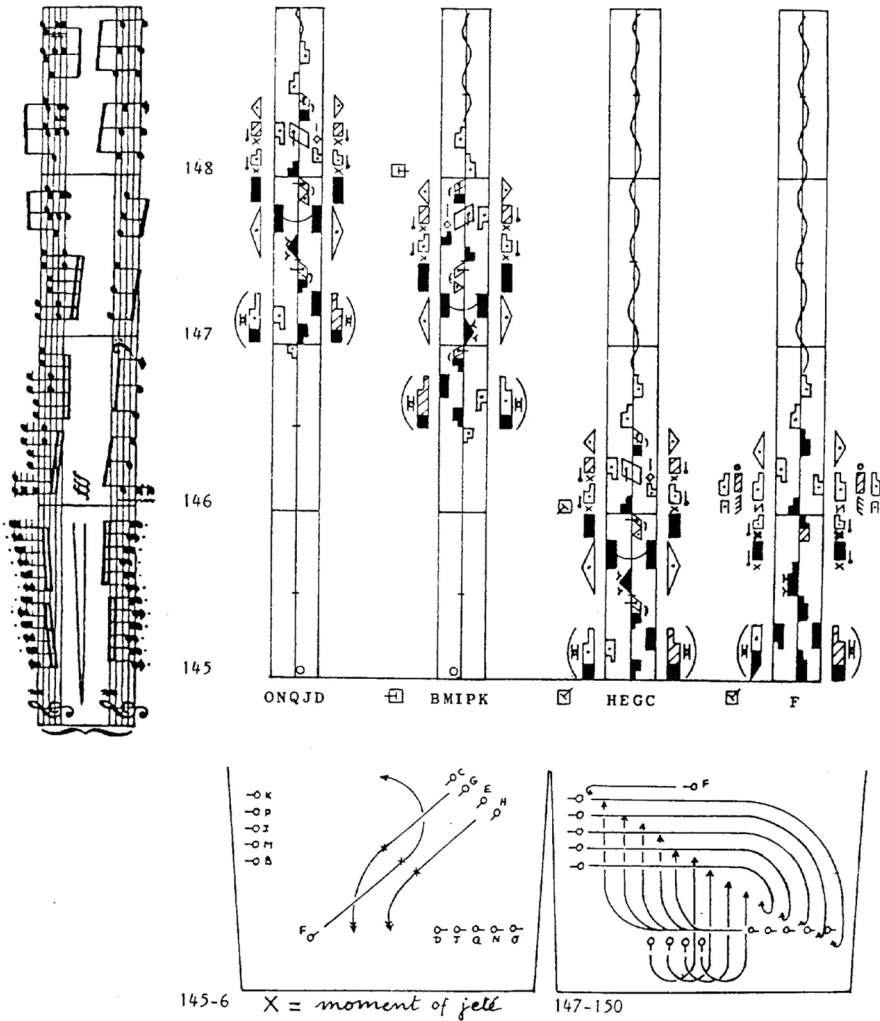 fff
148
147
146
145
ONQJD BMIPK HEGC F
K
P
I
M
B
C
G
E
H
F
D J Q N O
F
145-6 X = moment of jeté 147-150